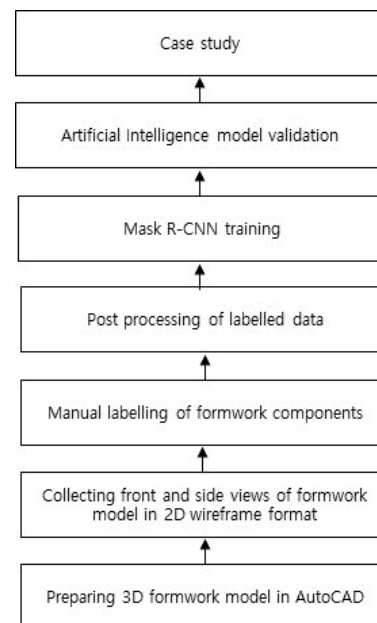 Case study
Artificial Intelligence model validation
Mask R-CNN training
Post processing of labelled data
Manual labelling of formwork components
Collecting front and side views of formwork
model in 2D wireframe format
Preparing 3D formwork model in AutoCAD